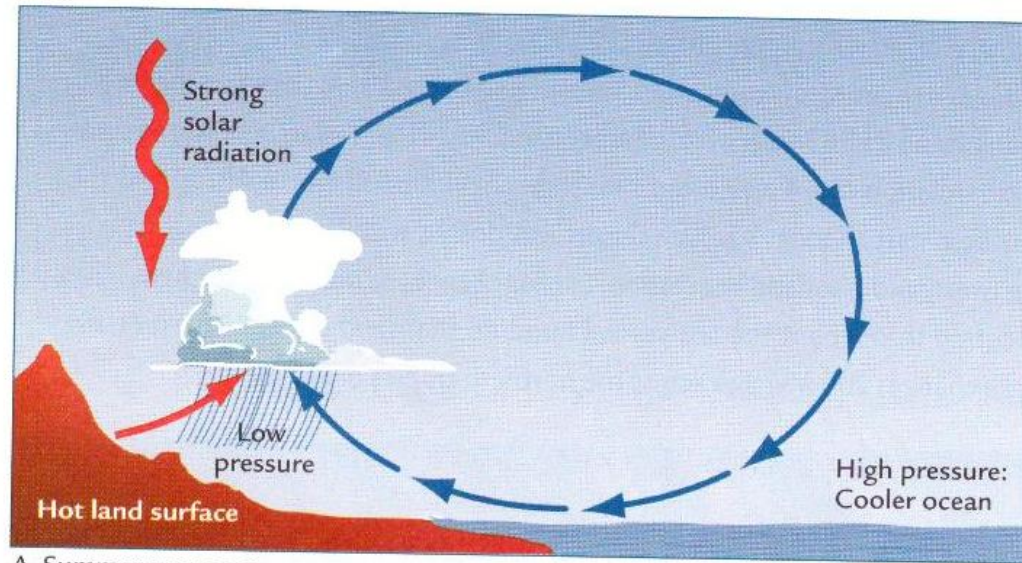 Strong
solar
radiation
Low
pressure
Hot land surface
High pressure:
Cooler ocean
A